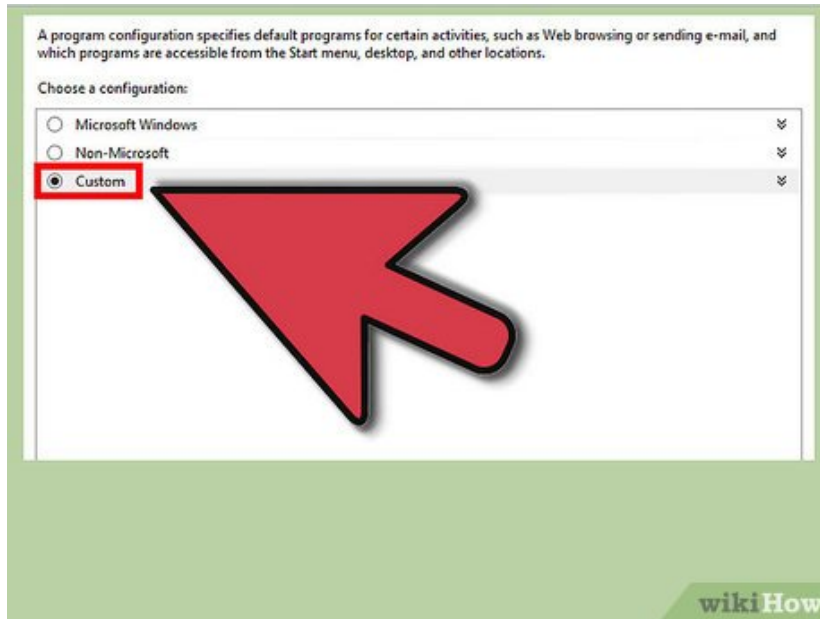 A program configuration specifies default programs for certain activities, such as Web browsing or sending e-mail, and
which programs are accessible from the Start menu, desktop, and other locations.
Choose a configuration:
Microsoft Windows
Non-Microsoft
Custom
wikiHow